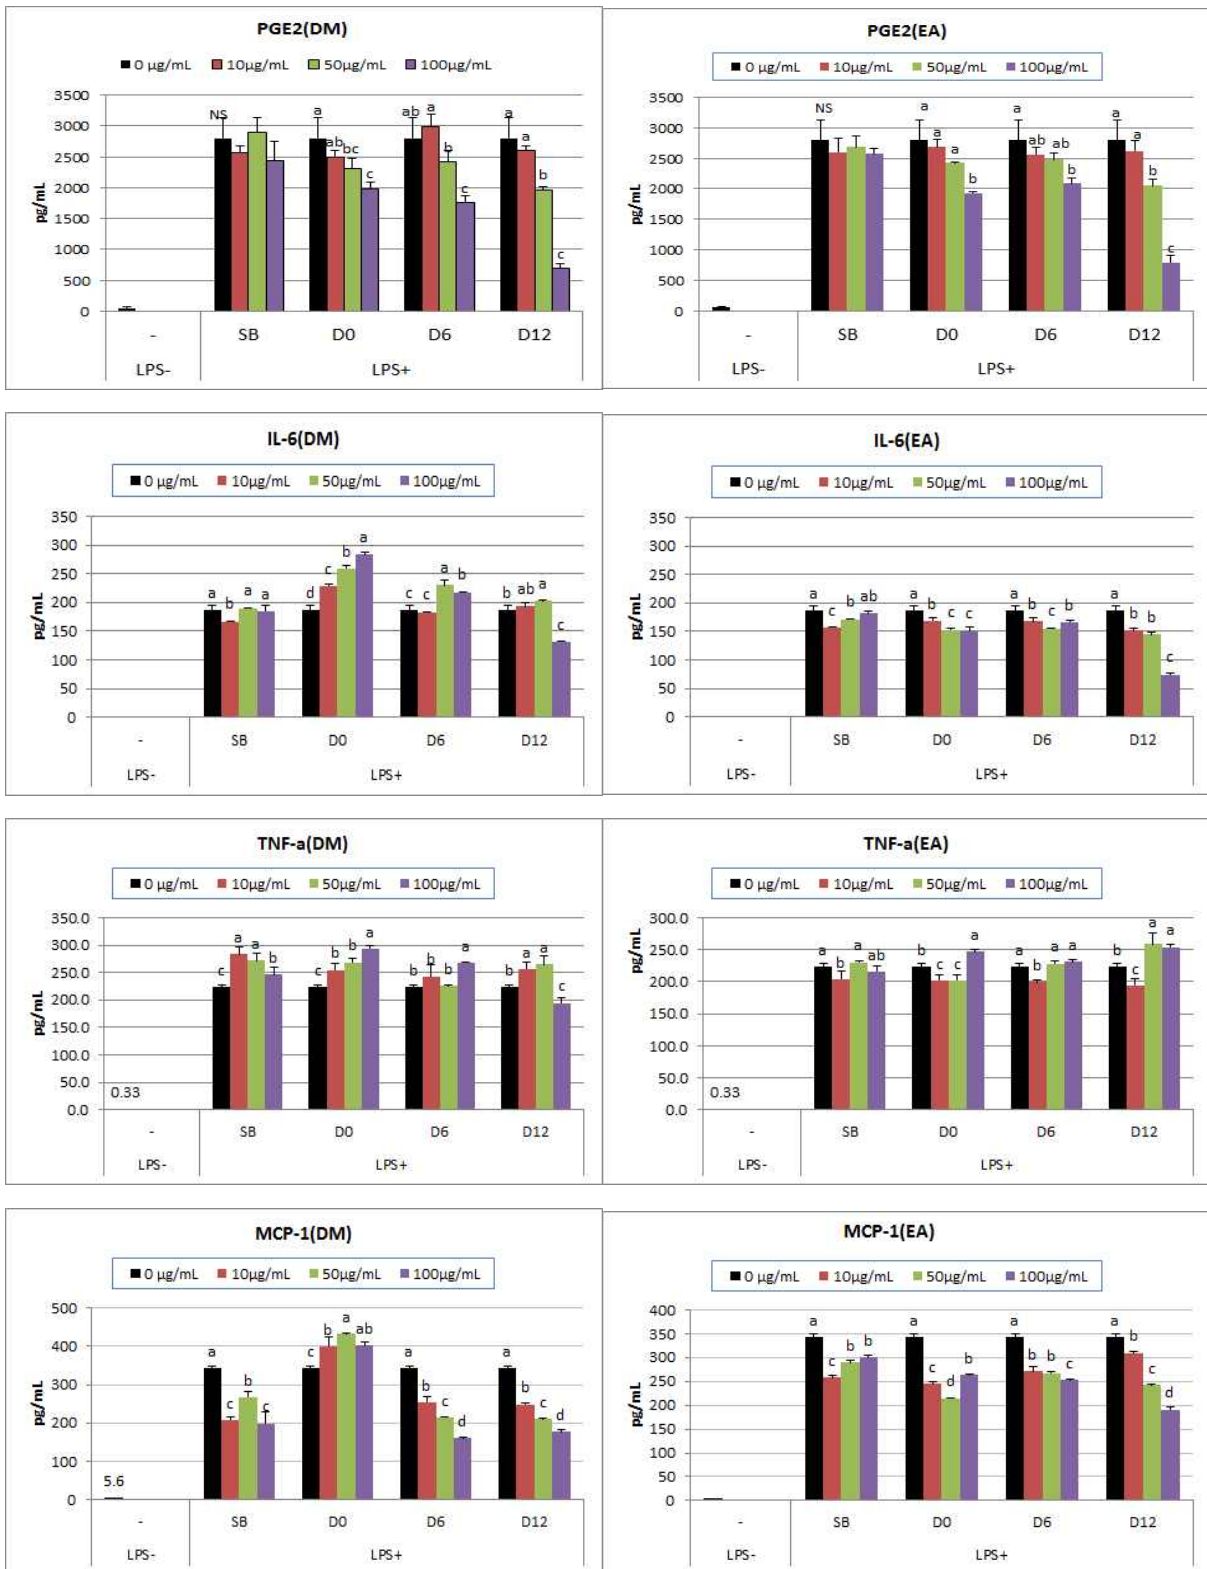 PGE2(DM)
0 µg/mL 10µg/mL 50µg/mL 100µg/mL
pg/mL
3500
3000
2500
2000
1500
1000
500
0
NS a ab a a
ab bc c b c a b c
- SB D0 D6 D12
LPS- LPS+
PGE2(EA)
0 µg/mL 10µg/mL 50µg/mL 100µg/mL
pg/mL
3500
3000
2500
2000
1500
1000
500
0
NS a a a b a ab ab b a a b c
- SB D0 D6 D12
LPS- LPS+
IL-6(DM)
0 µg/mL 10µg/mL 50µg/mL 100µg/mL
pg/mL
350
300
250
200
150
100
50
0
a b a a d c b a c c a b b ab a c
- SB D0 D6 D12
LPS- LPS+
IL-6(EA)
0 µg/mL 10µg/mL 50µg/mL 100µg/mL
pg/mL
350
300
250
200
150
100
50
0
a c b ab a b c c a b c b a b b c
- SB D0 D6 D12
LPS- LPS+
TNF-a(DM)
0 µg/mL 10µg/mL 50µg/mL 100µg/mL
pg/mL
350.0
300.0
250.0
200.0
150.0
100.0
50.0
0.0
0.33
c a a b c b b a b b b a b a a c
- SB D0 D6 D12
LPS- LPS+
TNF-a(EA)
0 µg/mL 10µg/mL 50µg/mL 100µg/mL
pg/mL
300.0
250.0
200.0
150.0
100.0
50.0
0.0
0.33
a b a ab b c c a a b a a b c a a
- SB D0 D6 D12
LPS- LPS+
MCP-1(DM)
0 µg/mL 10µg/mL 50µg/mL 100µg/mL
pg/mL
500
400
300
200
100
0
5.6
a c b c c b a ab a b c d a b c d
- SB D0 D6 D12
LPS- LPS+
MCP-1(EA)
0 µg/mL 10µg/mL 50µg/mL 100µg/mL
pg/mL
400
350
300
250
200
150
100
50
0
a c b b a c d b a b b c a b c d
- SB D0 D6 D12
LPS- LPS+